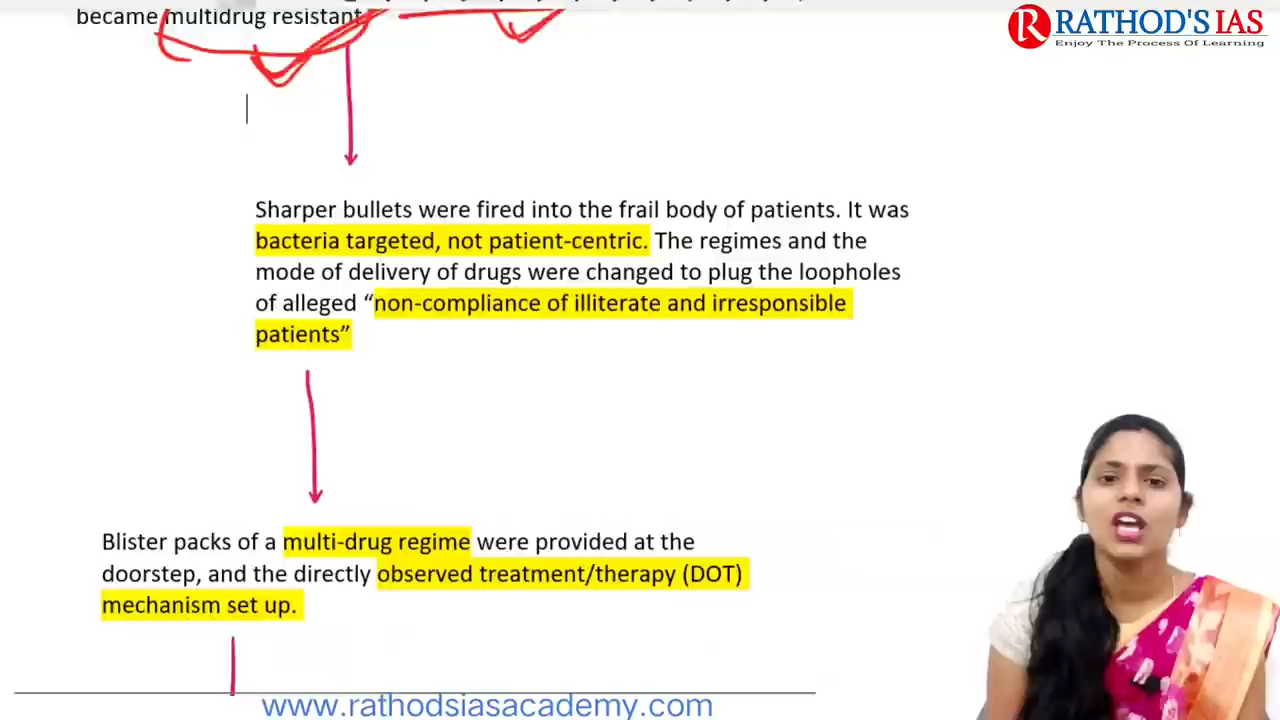 became multidrug resistant
RATHOD'S IAS
Enjoy The Process Of Learning
Sharper bullets were fired into the frail body of patients. It was
bacteria targeted, not patient-centric. The regimes and the
mode of delivery of drugs were changed to plug the loopholes
of alleged “non-compliance of illiterate and irresponsible
patients”
Blister packs of a multi-drug regime were provided at the
doorstep, and the directly observed treatment/therapy (DOT)
mechanism set up.
www.rathodsiasacademy.com